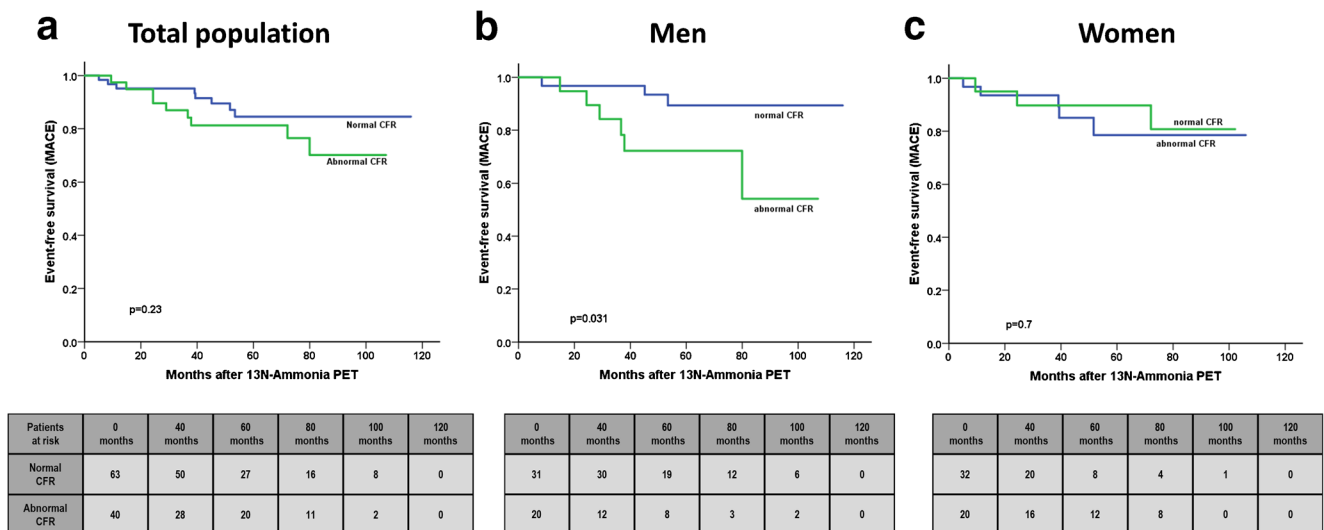 a Total population
Event-free survival (MACE)
1.0
0.8
0.6
0.4
0.2
0.0
Normal CFR
Abnormal CFR
p=0.23
0 20 40 60 80 100 120
Months after 13N-Ammonia PET
b Men
Event-free survival (MACE)
1.0
0.8
0.6
0.4
0.2
0.0
normal CFR
abnormal CFR
p=0.031
0 20 40 60 80 100 120
Months after 13N-Ammonia PET
c Women
Event-free survival (MACE)
1.0
0.8
0.6
0.4
0.2
0.0
normal CFR
abnormal CFR
p=0.7
0 20 40 60 80 100 120
Months after 13N-Ammonia PET
Patients at risk 0 months 40 months 60 months 80 months 100 months 120 months
Normal CFR 63 50 27 16 8 0
Abnormal CFR 40 28 20 11 2 0
0 months 40 months 60 months 80 months 100 months 120 months
31 30 19 12 6 0
20 12 8 3 2 0
0 months 40 months 60 months 80 months 100 months 120 months
32 20 8 4 1 0
20 16 12 8 0 0